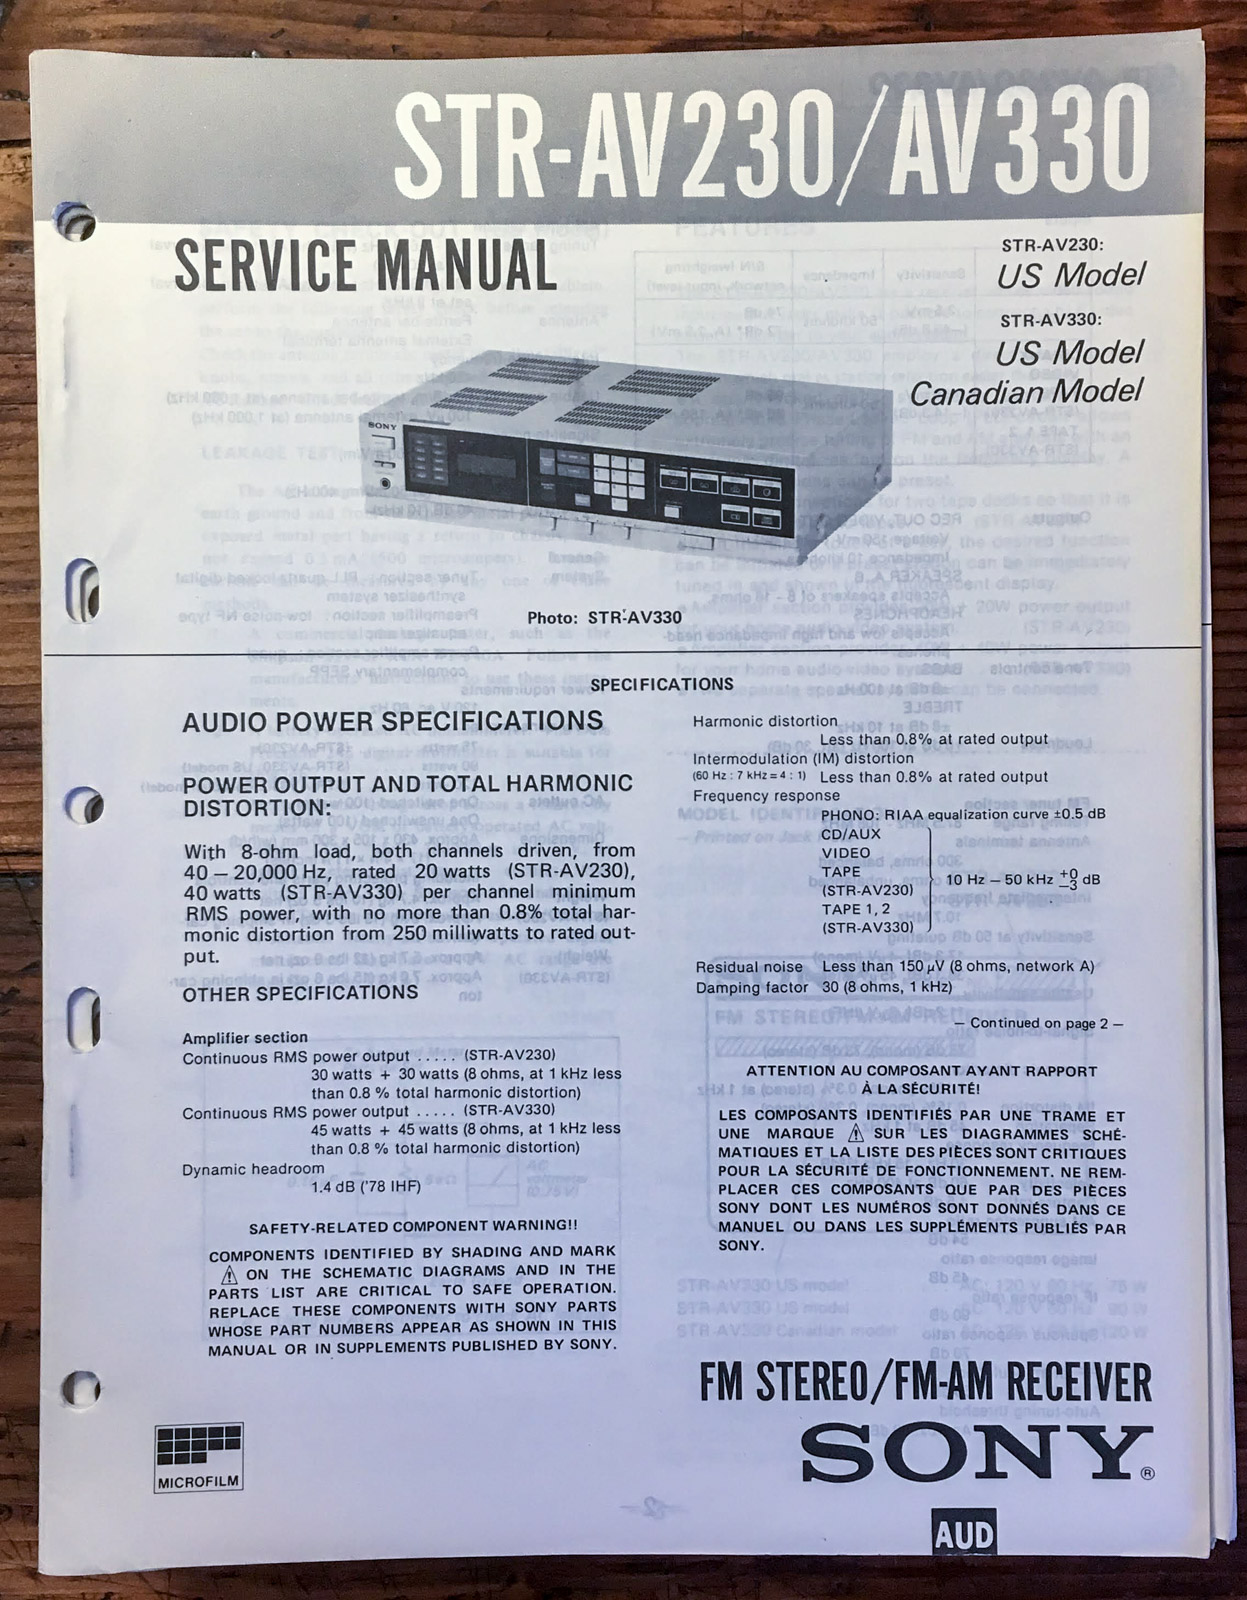 STR-AV230/AV330
SERVICE MANUAL
STR-AV230:
US Model
STR-AV330:
US Model
Canadian Model
SONY
Photo: STR-AV330
SPECIFICATIONS
AUDIO POWER SPECIFICATIONS
POWER OUTPUT AND TOTAL HARMONIC
DISTORTION:
With 8-ohm load, both channels driven, from
40 – 20,000 Hz, rated 20 watts (STR-AV230),
40 watts (STR-AV330) per channel minimum
RMS power, with no more than 0.8% total har-
monic distortion from 250 milliwatts to rated out-
put.
OTHER SPECIFICATIONS
Amplifier section
Continuous RMS power output ..... (STR-AV230)
30 watts + 30 watts (8 ohms, at 1 kHz less
than 0.8 % total harmonic distortion)
Continuous RMS power output ..... (STR-AV330)
45 watts + 45 watts (8 ohms, at 1 kHz less
than 0.8 % total harmonic distortion)
Dynamic headroom
1.4 dB ('78 IHF)
SAFETY-RELATED COMPONENT WARNING!!
COMPONENTS IDENTIFIED BY SHADING AND MARK
⚠ ON THE SCHEMATIC DIAGRAMS AND IN THE
PARTS LIST ARE CRITICAL TO SAFE OPERATION.
REPLACE THESE COMPONENTS WITH SONY PARTS
WHOSE PART NUMBERS APPEAR AS SHOWN IN THIS
MANUAL OR IN SUPPLEMENTS PUBLISHED BY SONY.
Harmonic distortion
Less than 0.8% at rated output
Intermodulation (IM) distortion
(60 Hz : 7 kHz = 4 : 1) Less than 0.8% at rated output
Frequency response
PHONO: RIAA equalization curve ±0.5 dB
CD/AUX
VIDEO
TAPE
(STR-AV230)
TAPE 1, 2
(STR-AV330)
10 Hz – 50 kHz +0 −3 dB
Residual noise Less than 150 µV (8 ohms, network A)
Damping factor 30 (8 ohms, 1 kHz)
– Continued on page 2 –
ATTENTION AU COMPOSANT AYANT RAPPORT
À LA SÉCURITÉ!
LES COMPOSANTS IDENTIFIÉS PAR UNE TRAME ET
UNE MARQUE ⚠ SUR LES DIAGRAMMES SCHÉ-
MATIQUES ET LA LISTE DES PIÈCES SONT CRITIQUES
POUR LA SÉCURITÉ DE FONCTIONNEMENT. NE REM-
PLACER CES COMPOSANTS QUE PAR DES PIÈCES
SONY DONT LES NUMÉROS SONT DONNÉS DANS CE
MANUEL OU DANS LES SUPPLÉMENTS PUBLIÉS PAR
SONY.
FM STEREO/FM-AM RECEIVER
SONY®
MICROFILM
AUD